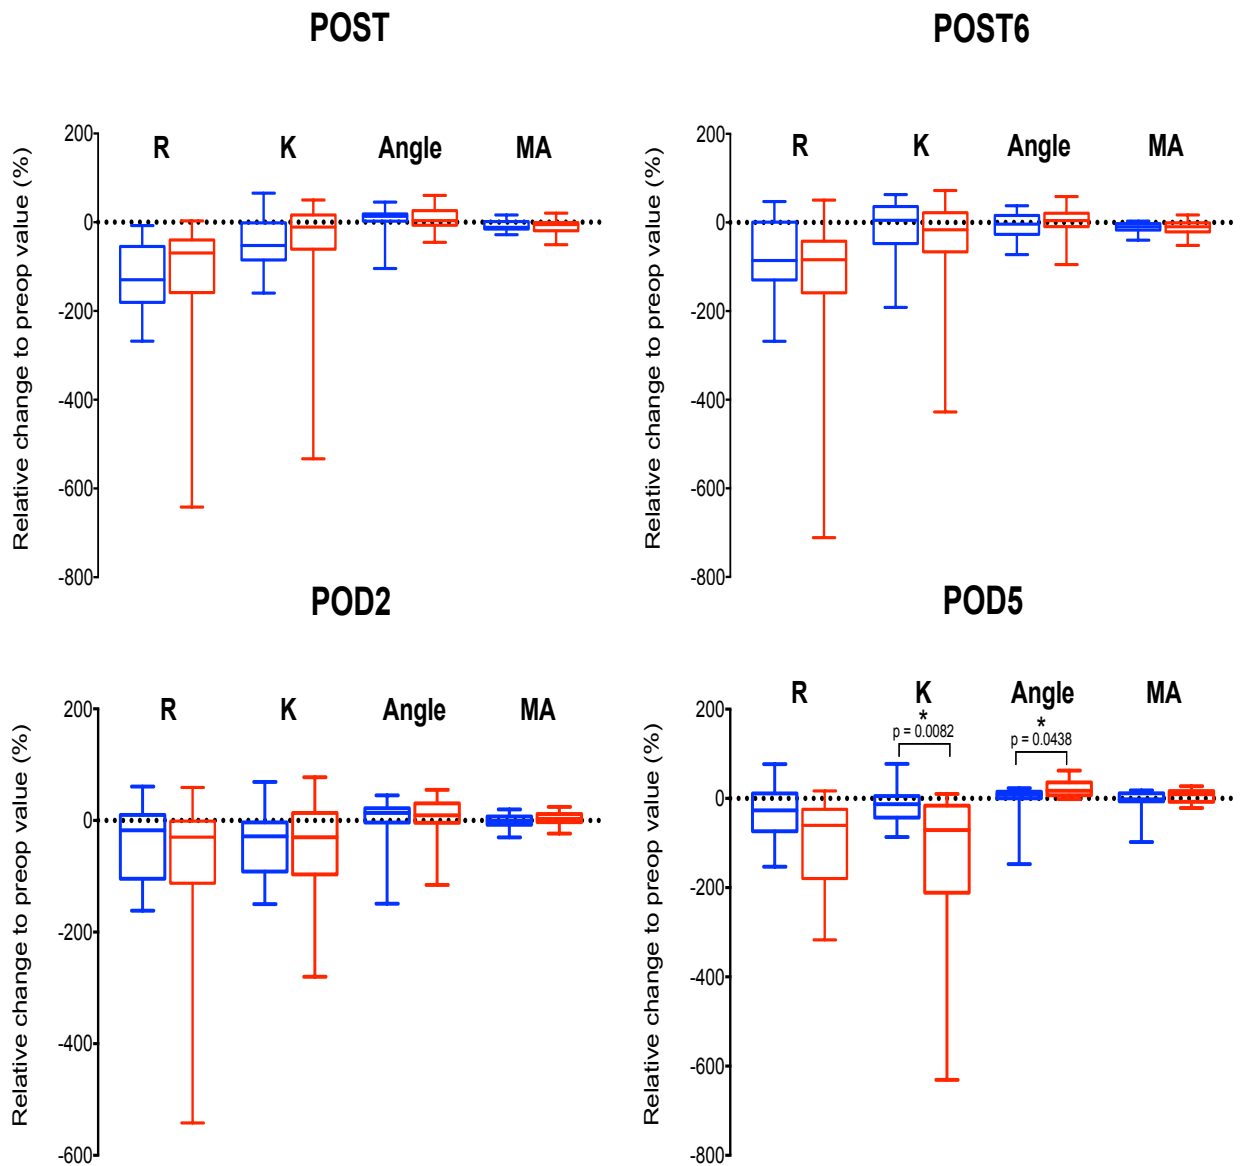 POST
Relative change to preop value (%)
R K Angle MA
200
0
-200
-400
-600
-800
POST6
Relative change to preop value (%)
R K Angle MA
200
0
-200
-400
-600
-800
POD2
Relative change to preop value (%)
R K Angle MA
200
0
-200
-400
-600
POD5
Relative change to preop value (%)
R K Angle MA
* *
p = 0.0082 p = 0.0438
200
0
-200
-400
-600
-800